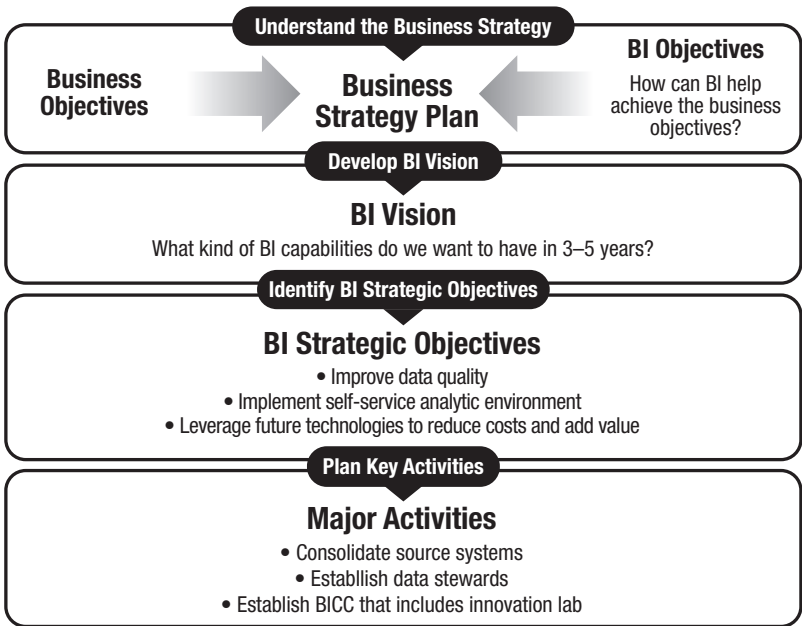 Understand the Business Strategy
Business
Objectives
Business
Strategy Plan
BI Objectives
How can BI help
achieve the business
objectives?
Develop BI Vision
BI Vision
What kind of BI capabilities do we want to have in 3–5 years?
Identify BI Strategic Objectives
BI Strategic Objectives
• Improve data quality
• Implement self-service analytic environment
• Leverage future technologies to reduce costs and add value
Plan Key Activities
Major Activities
• Consolidate source systems
• Establlish data stewards
• Establish BICC that includes innovation lab